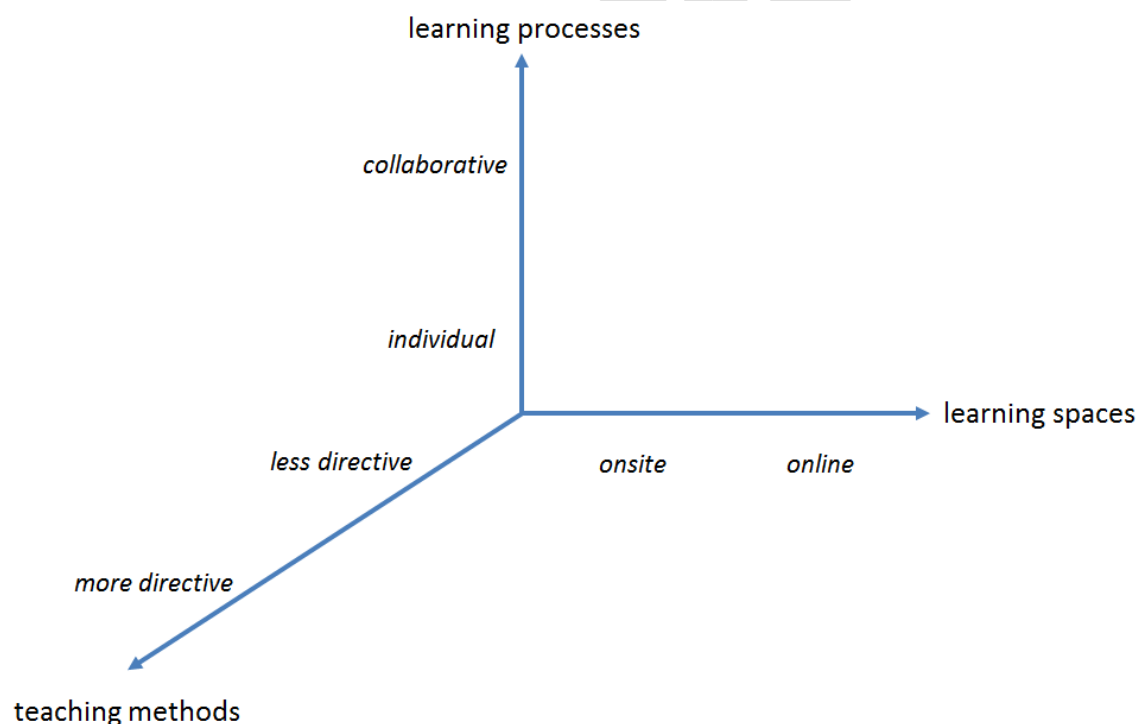 learning processes
collaborative
individual
learning spaces
less directive
onsite
online
more directive
teaching methods